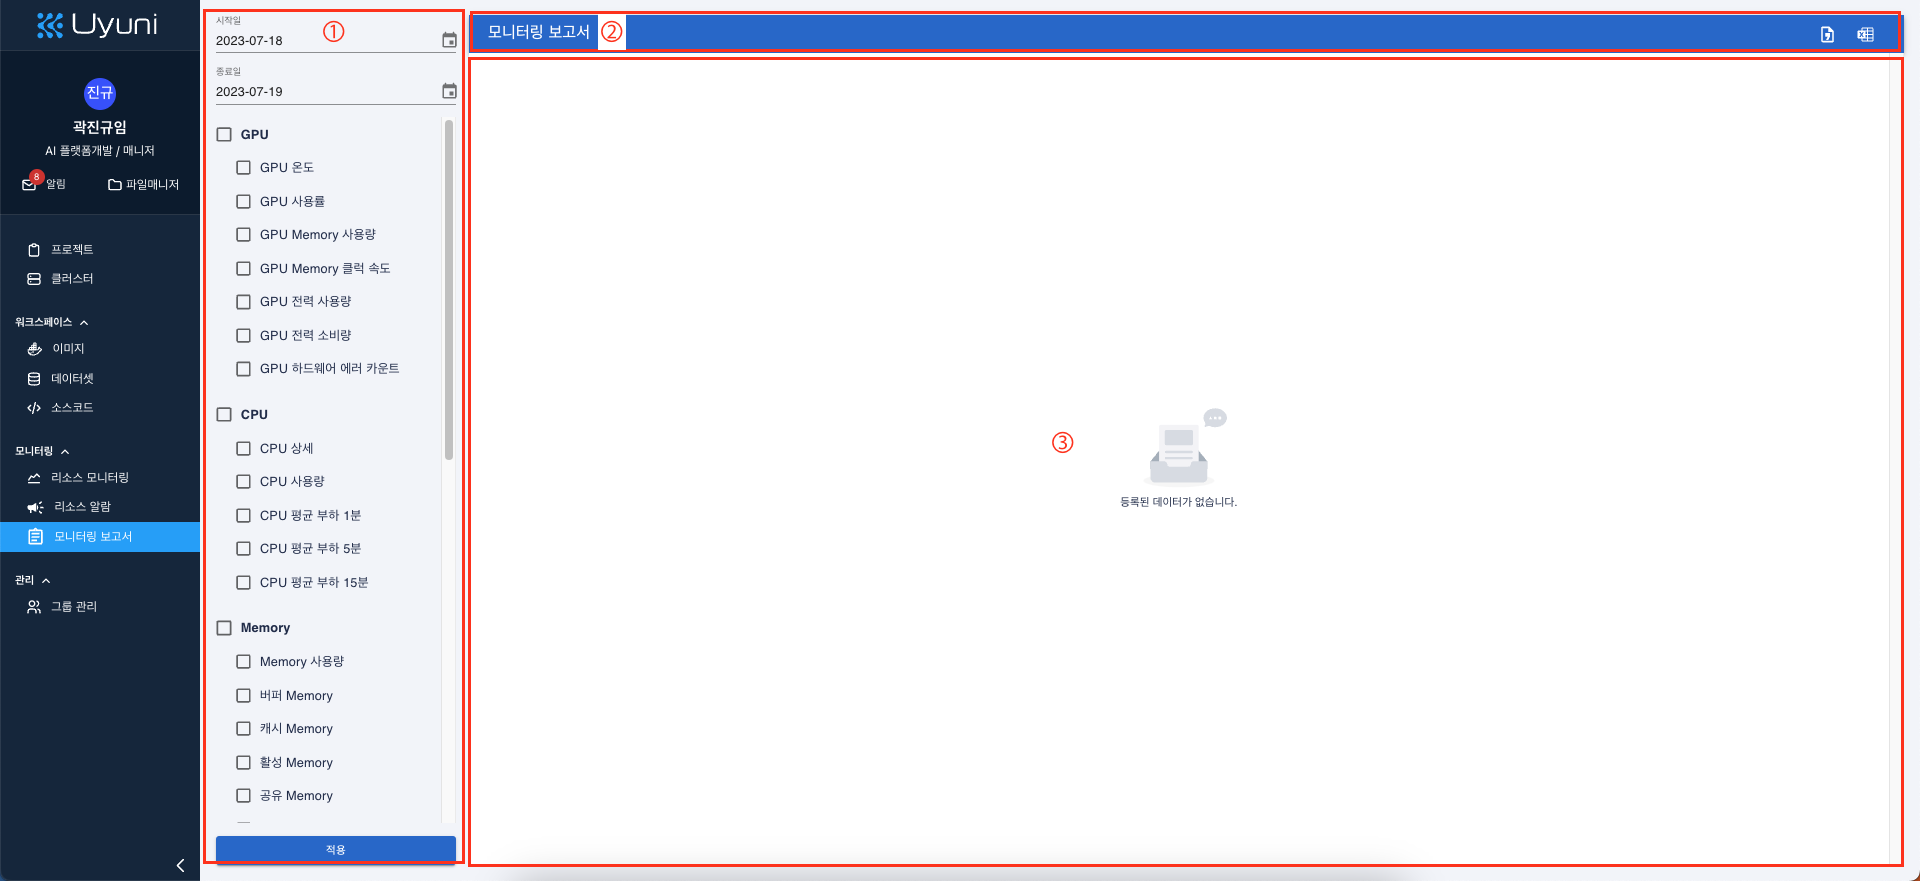 Uyuni
진규
곽진규임
AI 플랫폼개발 / 매니저
8
알림
파일매니저
프로젝트
클러스터
워크스페이스
이미지
데이터셋
소스코드
모니터링
리소스 모니터링
리소스 알람
모니터링 보고서
관리
그룹 관리
시작일
①
2023-07-18
종료일
2023-07-19
GPU
GPU 온도
GPU 사용률
GPU Memory 사용량
GPU Memory 클럭 속도
GPU 전력 사용량
GPU 전력 소비량
GPU 하드웨어 에러 카운트
CPU
CPU 상세
CPU 사용량
CPU 평균 부하 1분
CPU 평균 부하 5분
CPU 평균 부하 15분
Memory
Memory 사용량
버퍼 Memory
캐시 Memory
활성 Memory
공유 Memory
적용
모니터링 보고서 ②
③
등록된 데이터가 없습니다.